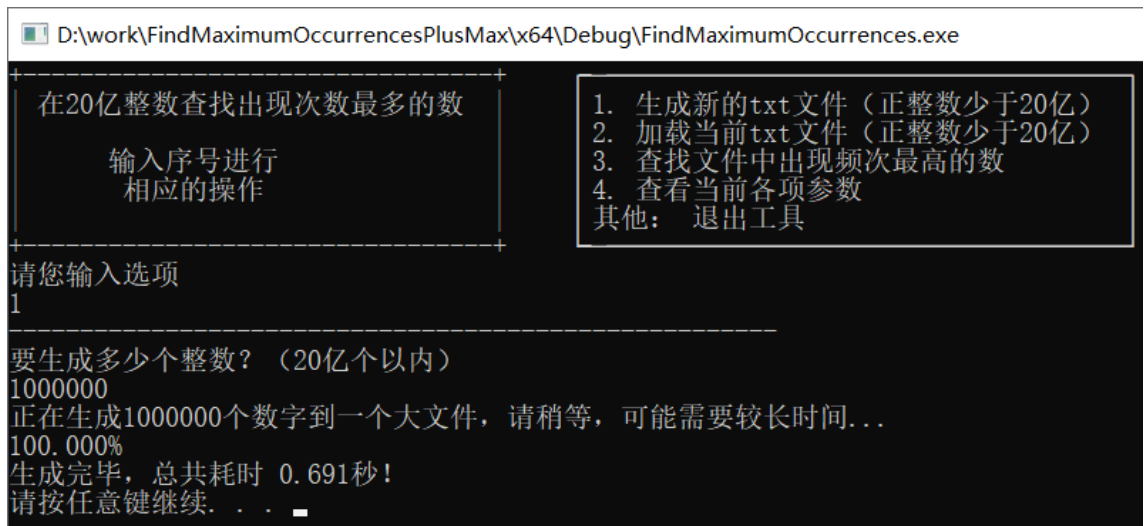 D:\work\FindMaximumOccurrencesPlusMax\x64\Debug\FindMaximumOccurrences.exe
在20亿整数查找出现次数最多的数
输入序号进行
相应的操作
1. 生成新的txt文件（正整数少于20亿）
2. 加载当前txt文件（正整数少于20亿）
3. 查找文件中出现频次最高的数
4. 查看当前各项参数
其他： 退出工具
请您输入选项
1
要生成多少个整数？（20亿个以内）
1000000
正在生成1000000个数字到一个大文件，请稍等，可能需要较长时间...
100.000%
生成完毕，总共耗时 0.691秒！
请按任意键继续. . .